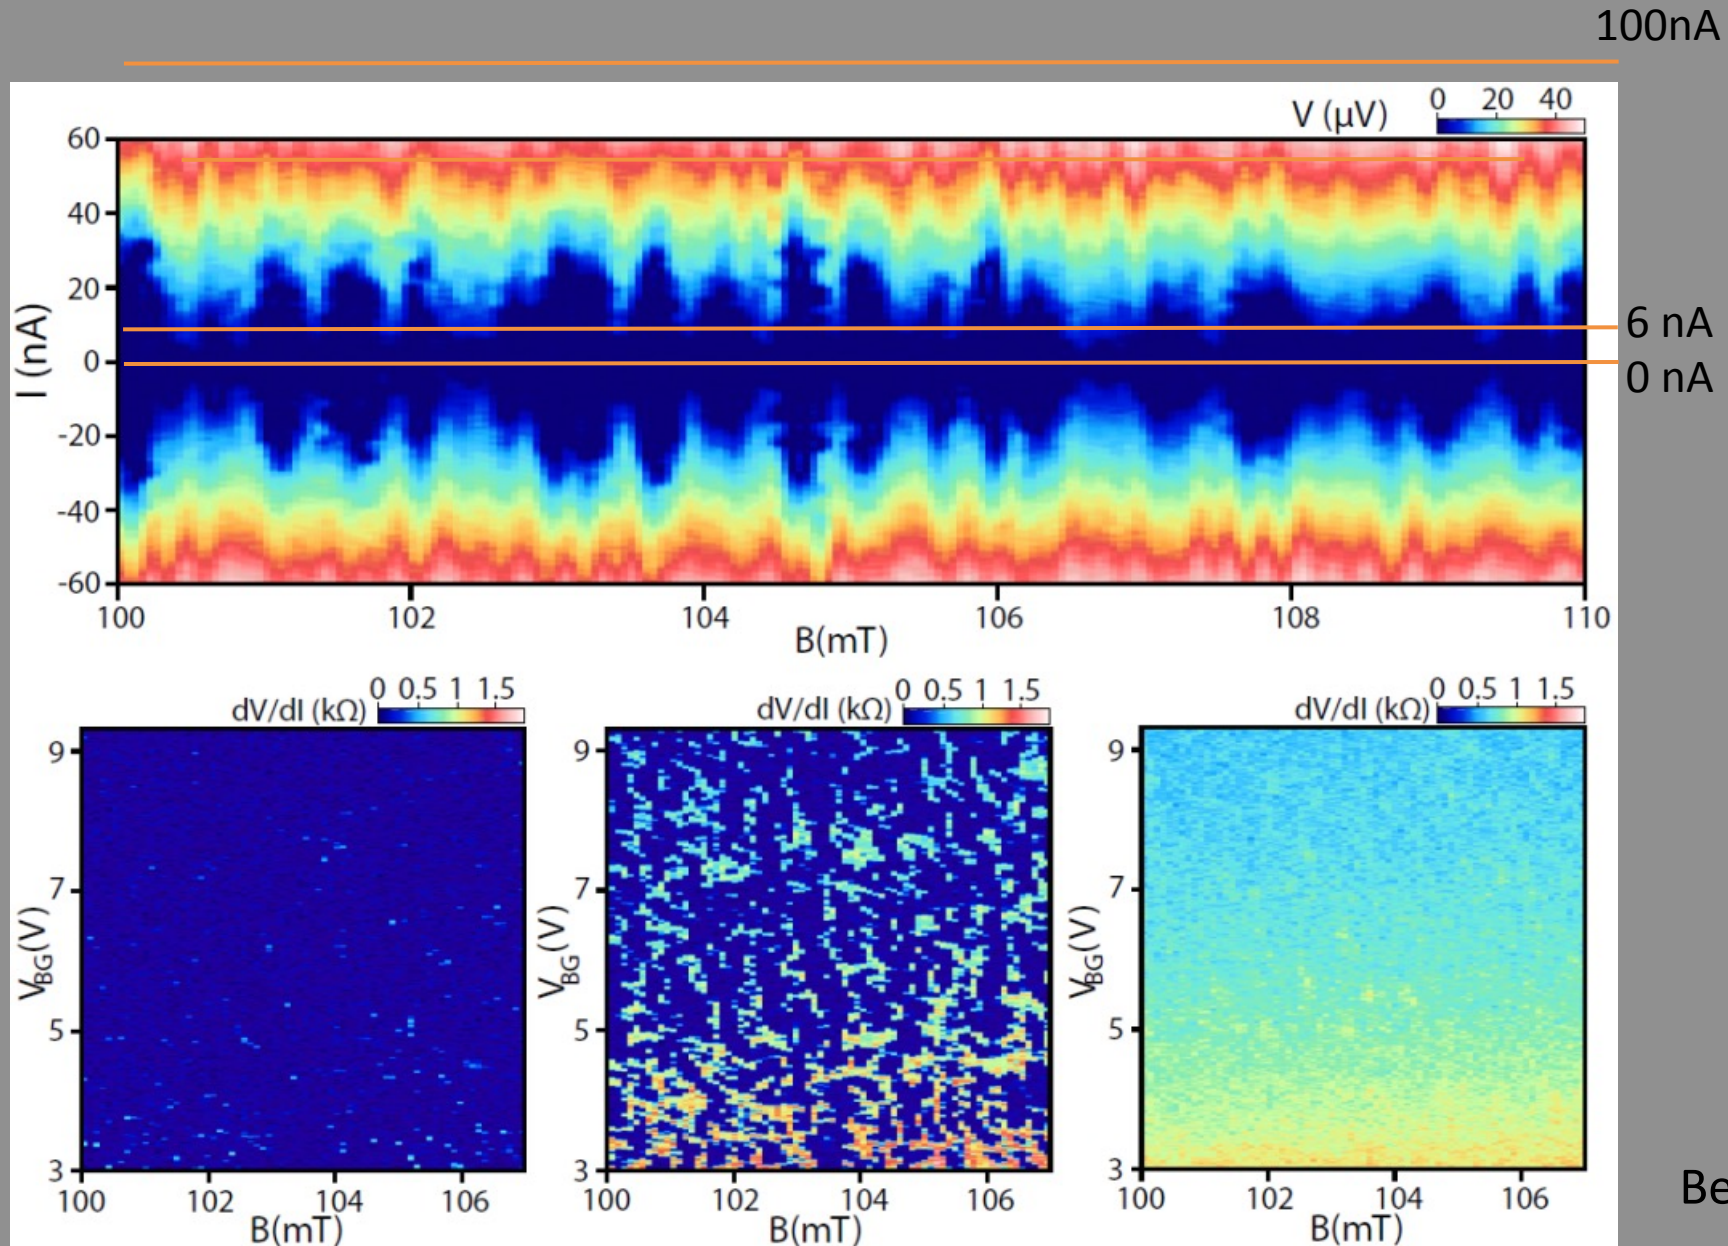 100nA
V (µV)
0 20 40
60
40
20
0
-20
-40
-60
I (nA)
6 nA
0 nA
100 102 104 106 108 110
B(mT)
dV/dI (kΩ) 0 0.5 1 1.5
dV/dI (kΩ) 0 0.5 1 1.5
dV/dI (kΩ) 0 0.5 1 1.5
9
7
5
3
VBG(V)
100 102 104 106
B(mT)
9
7
5
3
VBG(V)
100 102 104 106
B(mT)
9
7
5
3
VBG(V)
100 102 104 106
B(mT)
Be